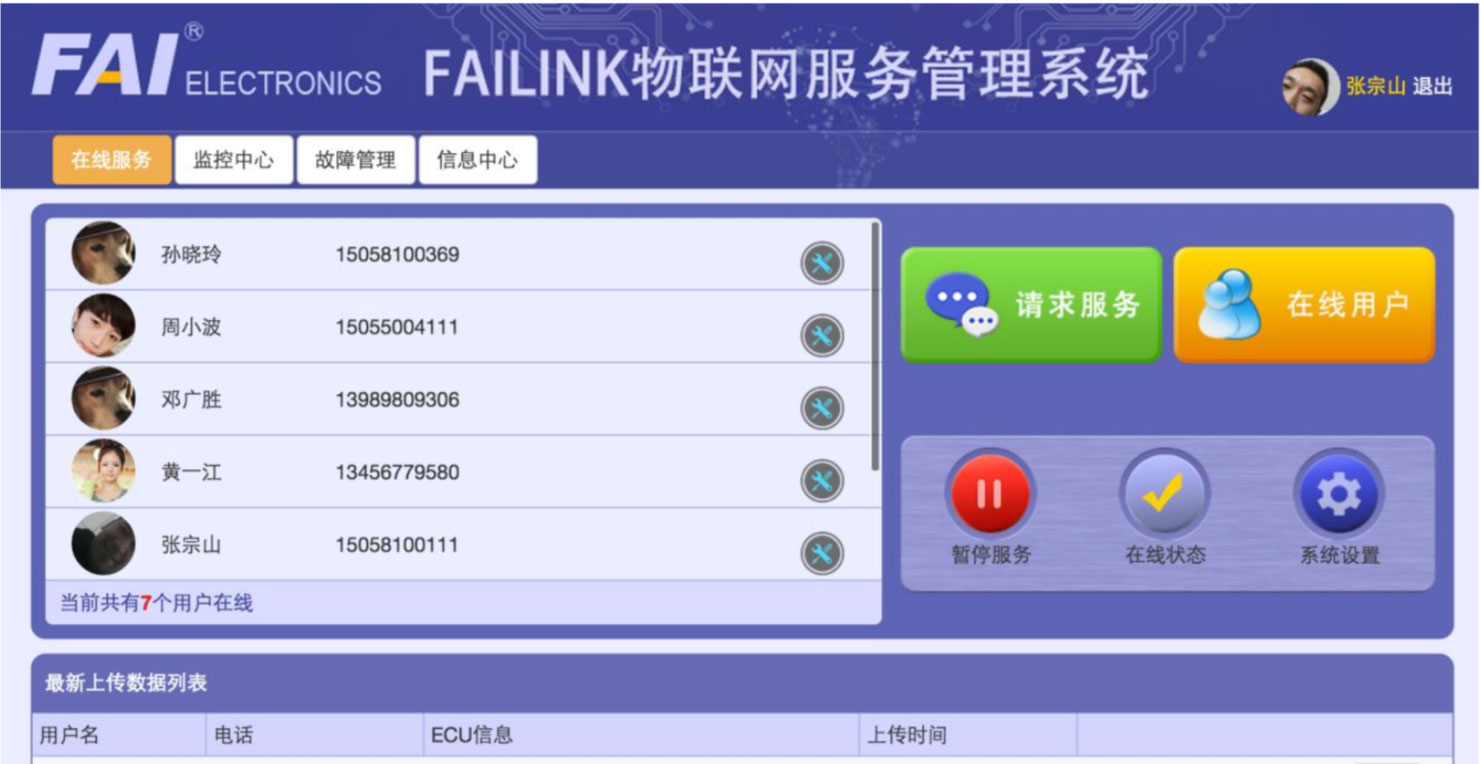 FAI® ELECTRONICS FAILINK物联网服务管理系统 张宗山 退出
在线服务 监控中心 故障管理 信息中心
孙晓玲 15058100369
周小波 15055004111
邓广胜 13989809306
黄一江 13456779580
张宗山 15058100111
当前共有7个用户在线
请求服务 在线用户
暂停服务 在线状态 系统设置
最新上传数据列表
用户名 电话 ECU信息 上传时间